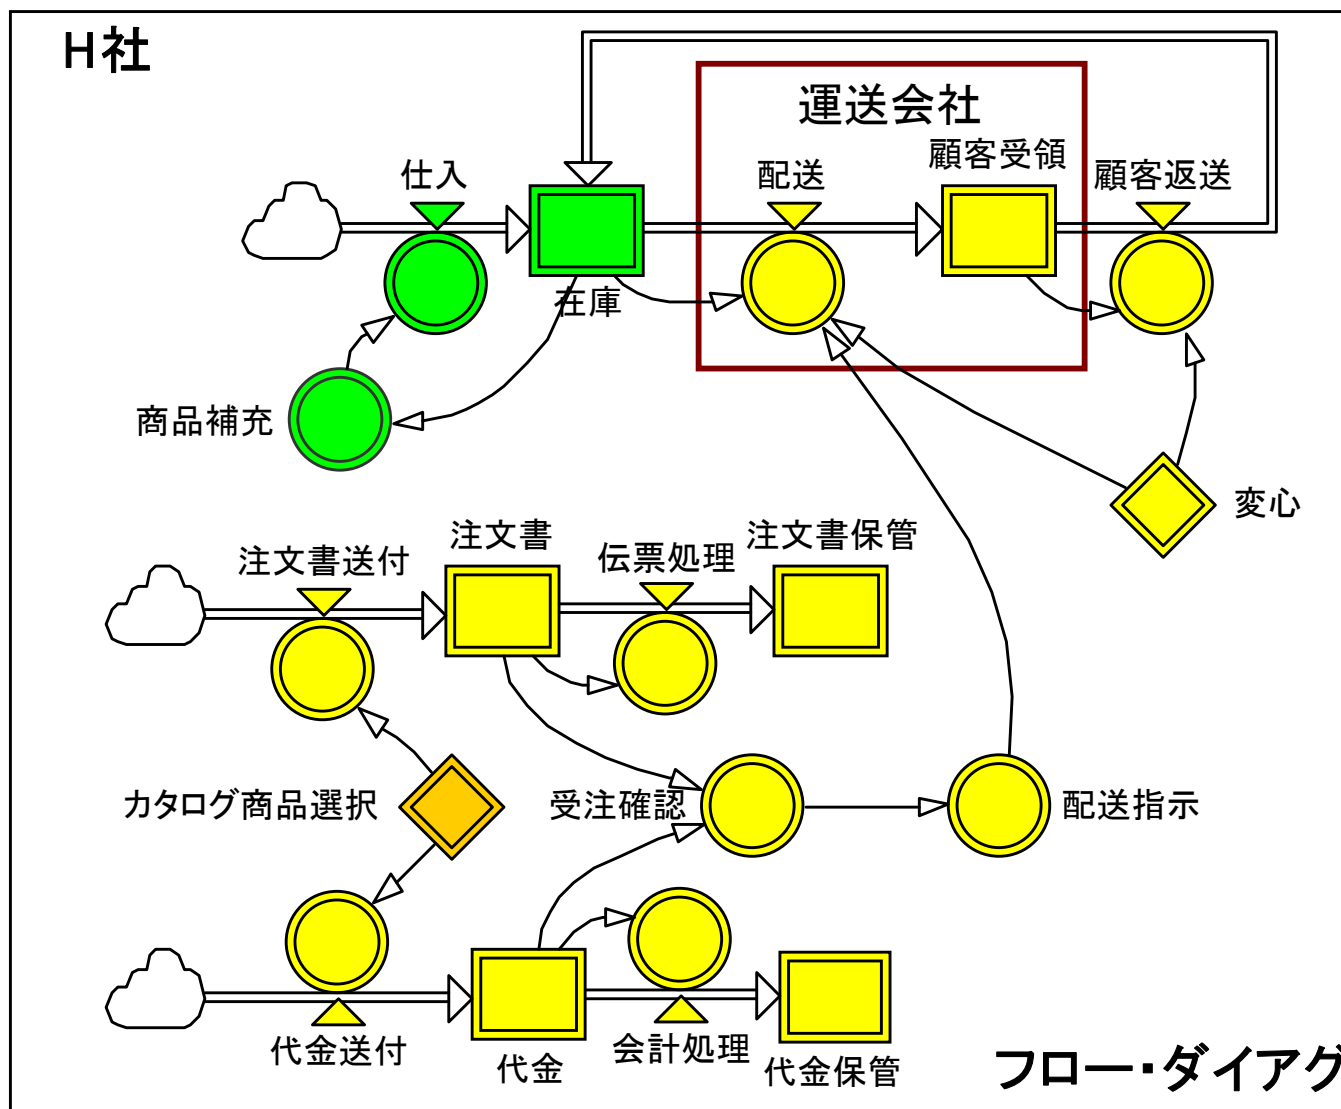 H社
運送会社
仕入
配送
顧客受領
顧客返送
在庫
商品補充
変心
注文書送付
注文書
伝票処理
注文書保管
カタログ商品選択
受注確認
配送指示
代金送付
代金
会計処理
代金保管
フロー・ダイアグ